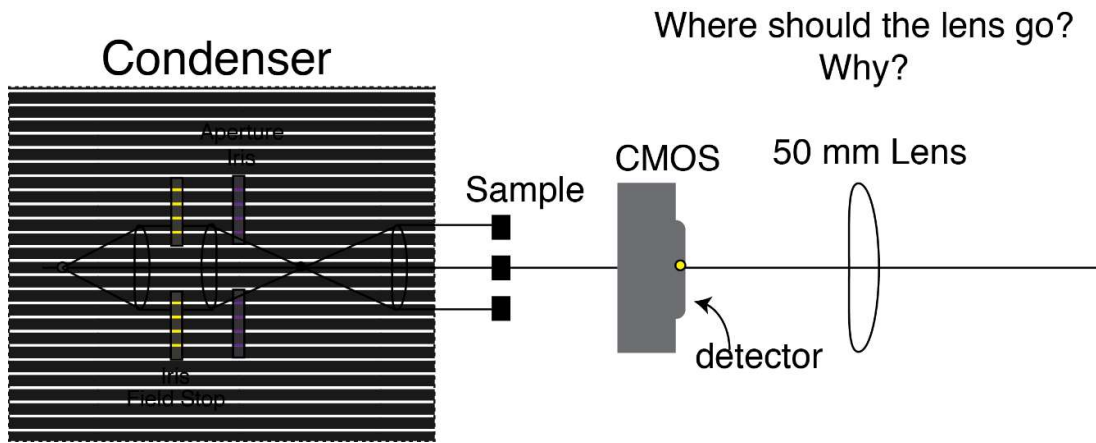 Where should the lens go?
Why?
Condenser
Aperture
Iris
CMOS
50 mm Lens
Sample
detector
Iris
Field Stop